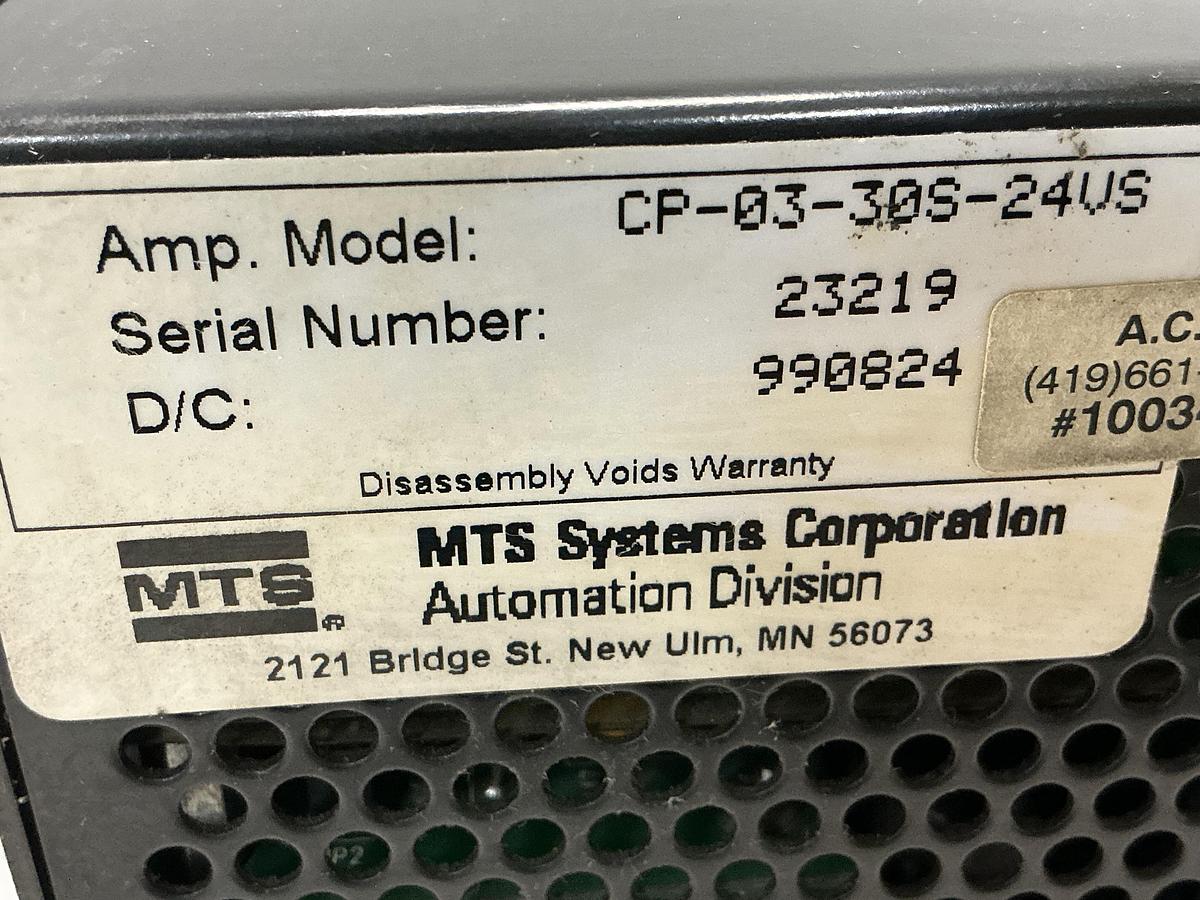 Amp. Model: CP-03-30S-24VS
Serial Number: 23219
D/C: 990824
A.C.
(419)661-
#1003
Disassembly Voids Warranty
MTS®
MTS Systems Corporation
Automation Division
2121 Bridge St. New Ulm, MN 56073
P2